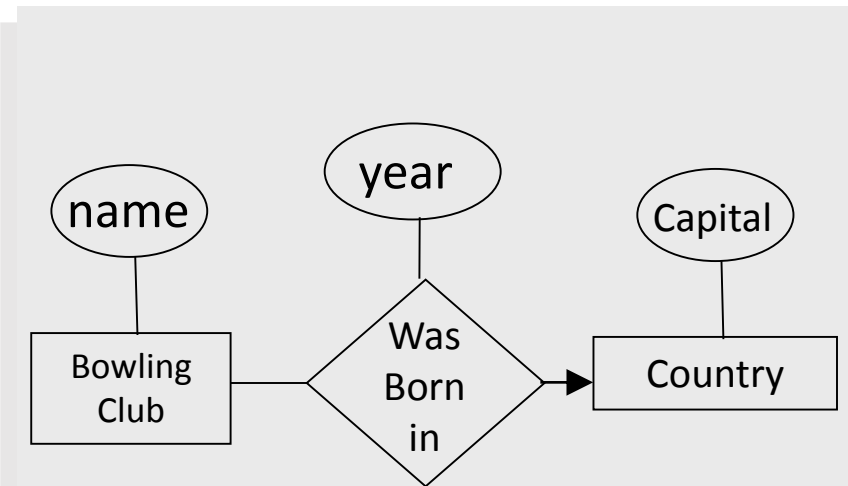 name
year
Capital
Bowling
Club
Was
Born
in
Country